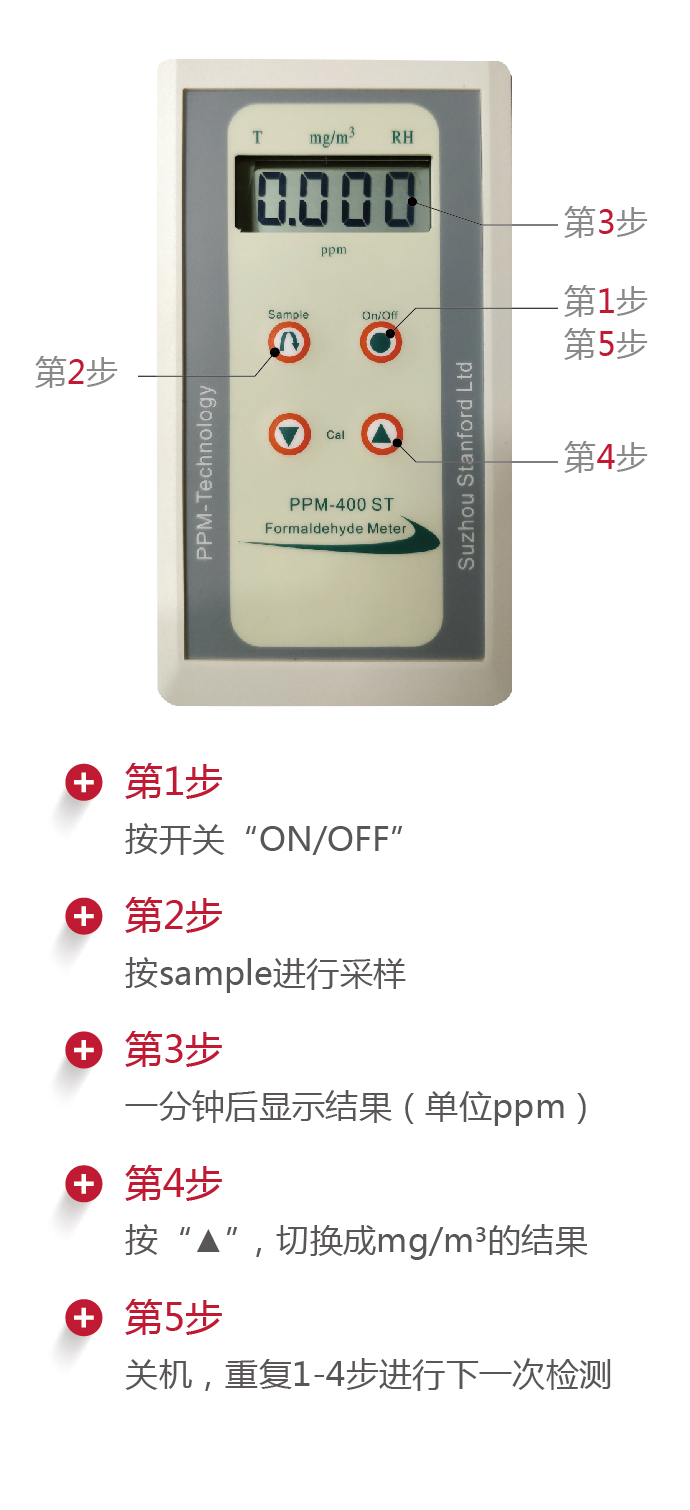 T mg/m³ RH
0.000
ppm
第3步
Sample On/Off
第1步
第5步
第2步
Cal
第4步
PPM-Technology
Suzhou Stanford Ltd
PPM-400 ST
Formaldehyde Meter
第1步
按开关“ON/OFF”
第2步
按sample进行采样
第3步
一分钟后显示结果（单位ppm）
第4步
按“▲”，切换成mg/m³的结果
第5步
关机，重复1-4步进行下一次检测